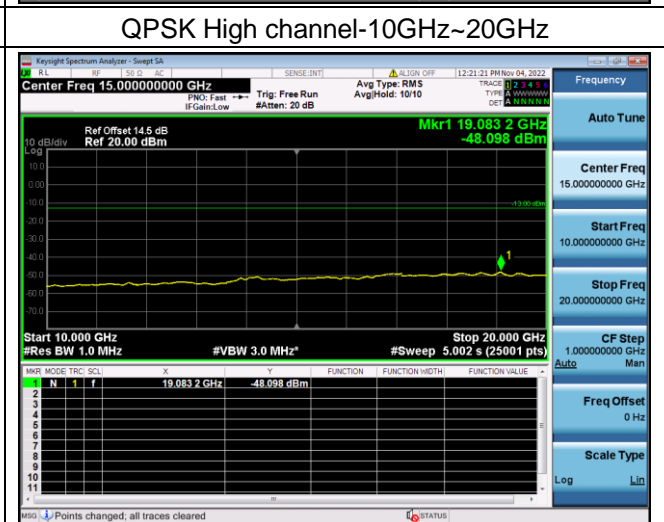 QPSK High channel-10GHz~20GHz
Keysight Spectrum Analyzer - Swept SA
RL RF 50 Ω AC SENSE:INT ALIGN OFF 12:21:21 PM Nov 04, 2022
Center Freq 15.000000000 GHz
PNO: Fast
IFGain:Low
Trig: Free Run
#Atten: 20 dB
Avg Type: RMS
Avg|Hold: 10/10
TRACE 1 2 3 4 5 6
TYPE A WWWWW
DET A N N N N N
Frequency
Auto Tune
Center Freq
15.000000000 GHz
Start Freq
10.000000000 GHz
Stop Freq
20.000000000 GHz
CF Step
1.000000000 GHz
Auto Man
Freq Offset
0 Hz
Scale Type
Log Lin
Ref Offset 14.5 dB
10 dB/div Ref 20.00 dBm
Log
Mkr1 19.083 2 GHz
-48.098 dBm
10.0
0.00
-10.0
-13.00 dBm
-20.0
-30.0
-40.0
1
-50.0
-60.0
-70.0
Start 10.000 GHz Stop 20.000 GHz
#Res BW 1.0 MHz #VBW 3.0 MHz* #Sweep 5.002 s (25001 pts)
MKR MODE TRC SCL X Y FUNCTION FUNCTION WIDTH FUNCTION VALUE
1 N 1 f 19.083 2 GHz -48.098 dBm
2
3
4
5
6
7
8
9
10
11
MSG Points changed; all traces cleared STATUS